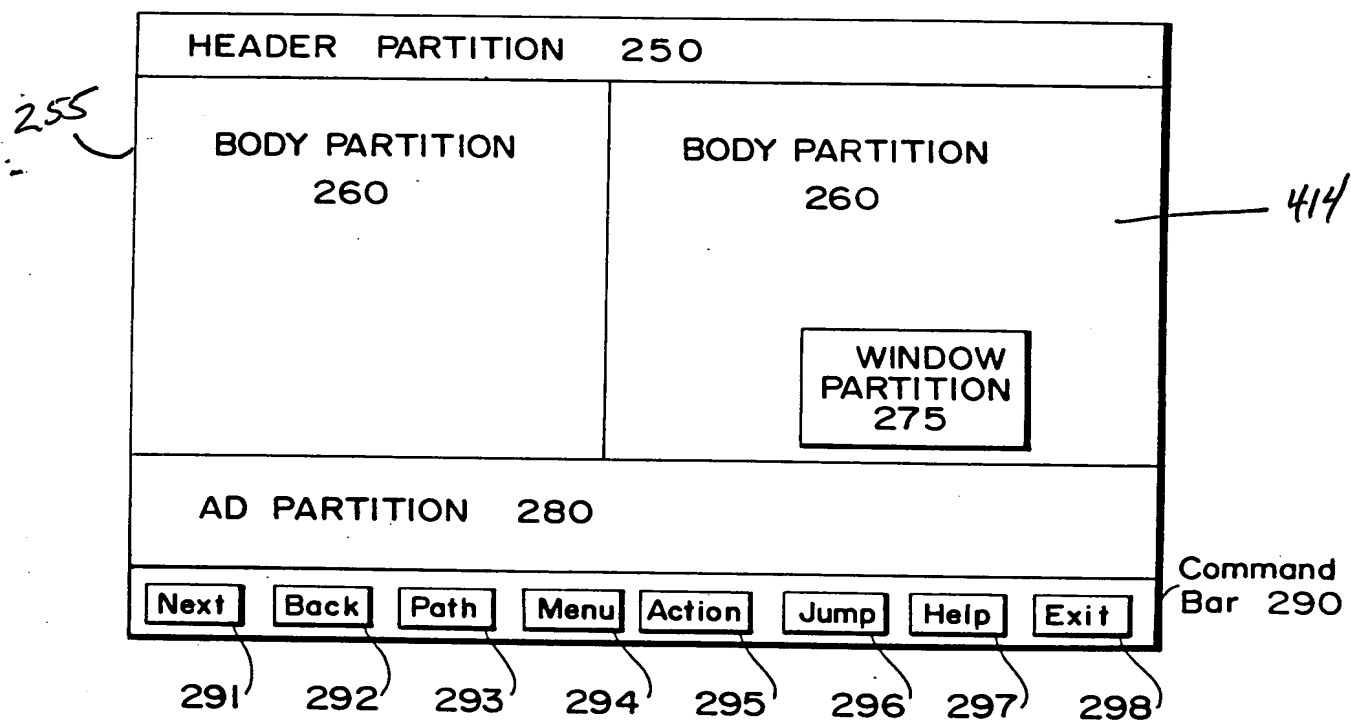 HEADER PARTITION 250
255
BODY PARTITION
260
BODY PARTITION
260
414
WINDOW
PARTITION
275
AD PARTITION 280
Command
Bar 290
Next Back Path Menu Action Jump Help Exit
291 292 293 294 295 296 297 298